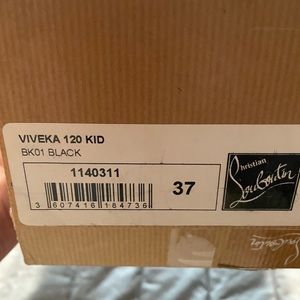 VIVEKA 120 KID
BK01 BLACK
1140311
37
3 607416 184736
Christian
Louboutin